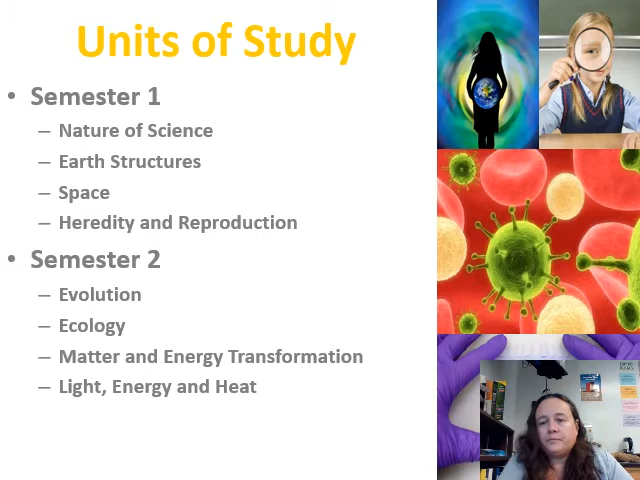 Units of Study
• Semester 1
– Nature of Science
– Earth Structures
– Space
– Heredity and Reproduction
• Semester 2
– Evolution
– Ecology
– Matter and Energy Transformation
– Light, Energy and Heat